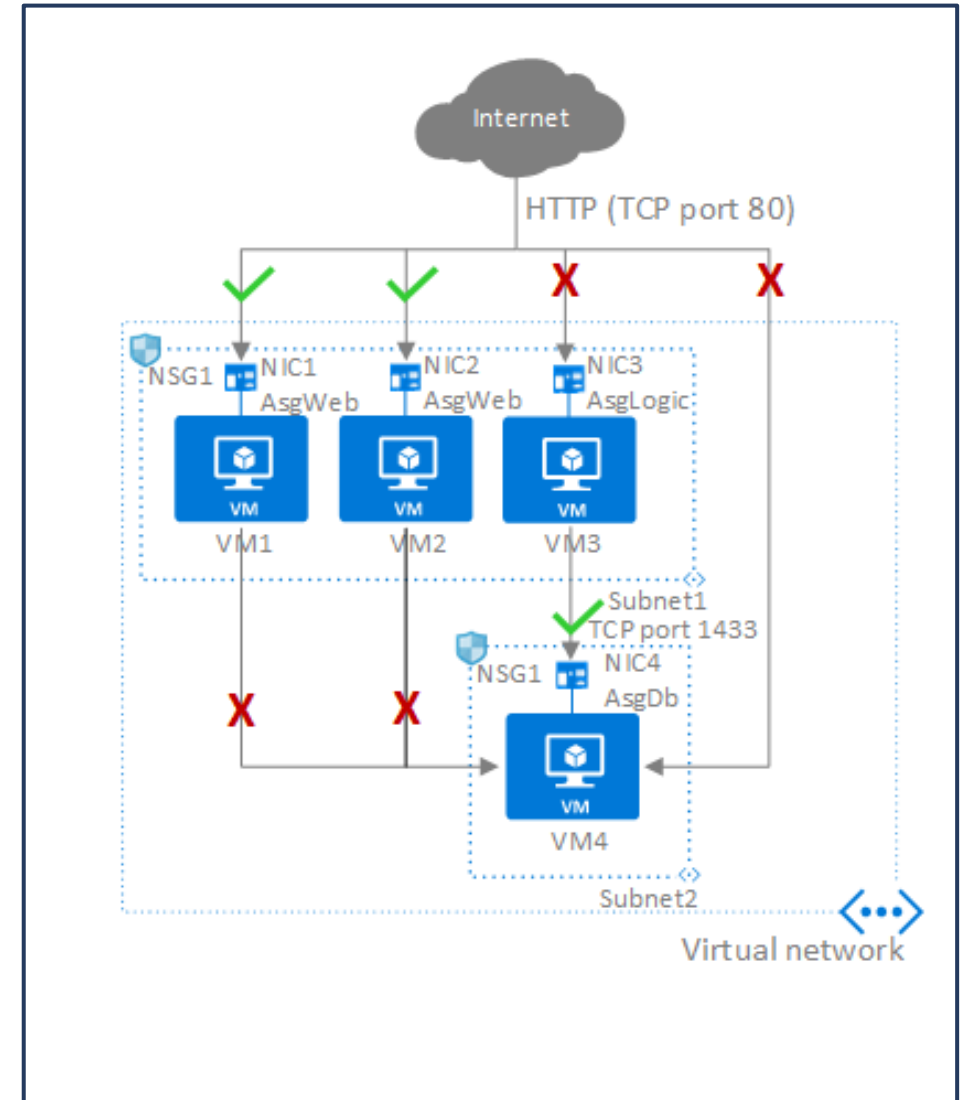 Internet
HTTP (TCP port 80)
X X
NSG1
NIC1
AsgWeb
NIC2
AsgWeb
NIC3
AsgLogic
VM
VM
VM
VM1
VM2
VM3
Subnet1
TCP port 1433
NSG1
NIC4
AsgDb
X X
VM
VM4
Subnet2
Virtual network